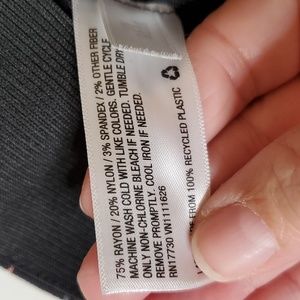 75% RAYON / 20% NYLON / 3% SPANDEX / 2% OTHER FIBER
MACHINE WASH COLD WITH LIKE COLORS. GENTLE CYCLE
ONLY NON-CHLORINE BLEACH IF NEEDED. TUMBLE DRY
REMOVE PROMPTLY. COOL IRON IF NEEDED.
RN17730 VN1111626
FROM 100% RECYCLED PLASTIC